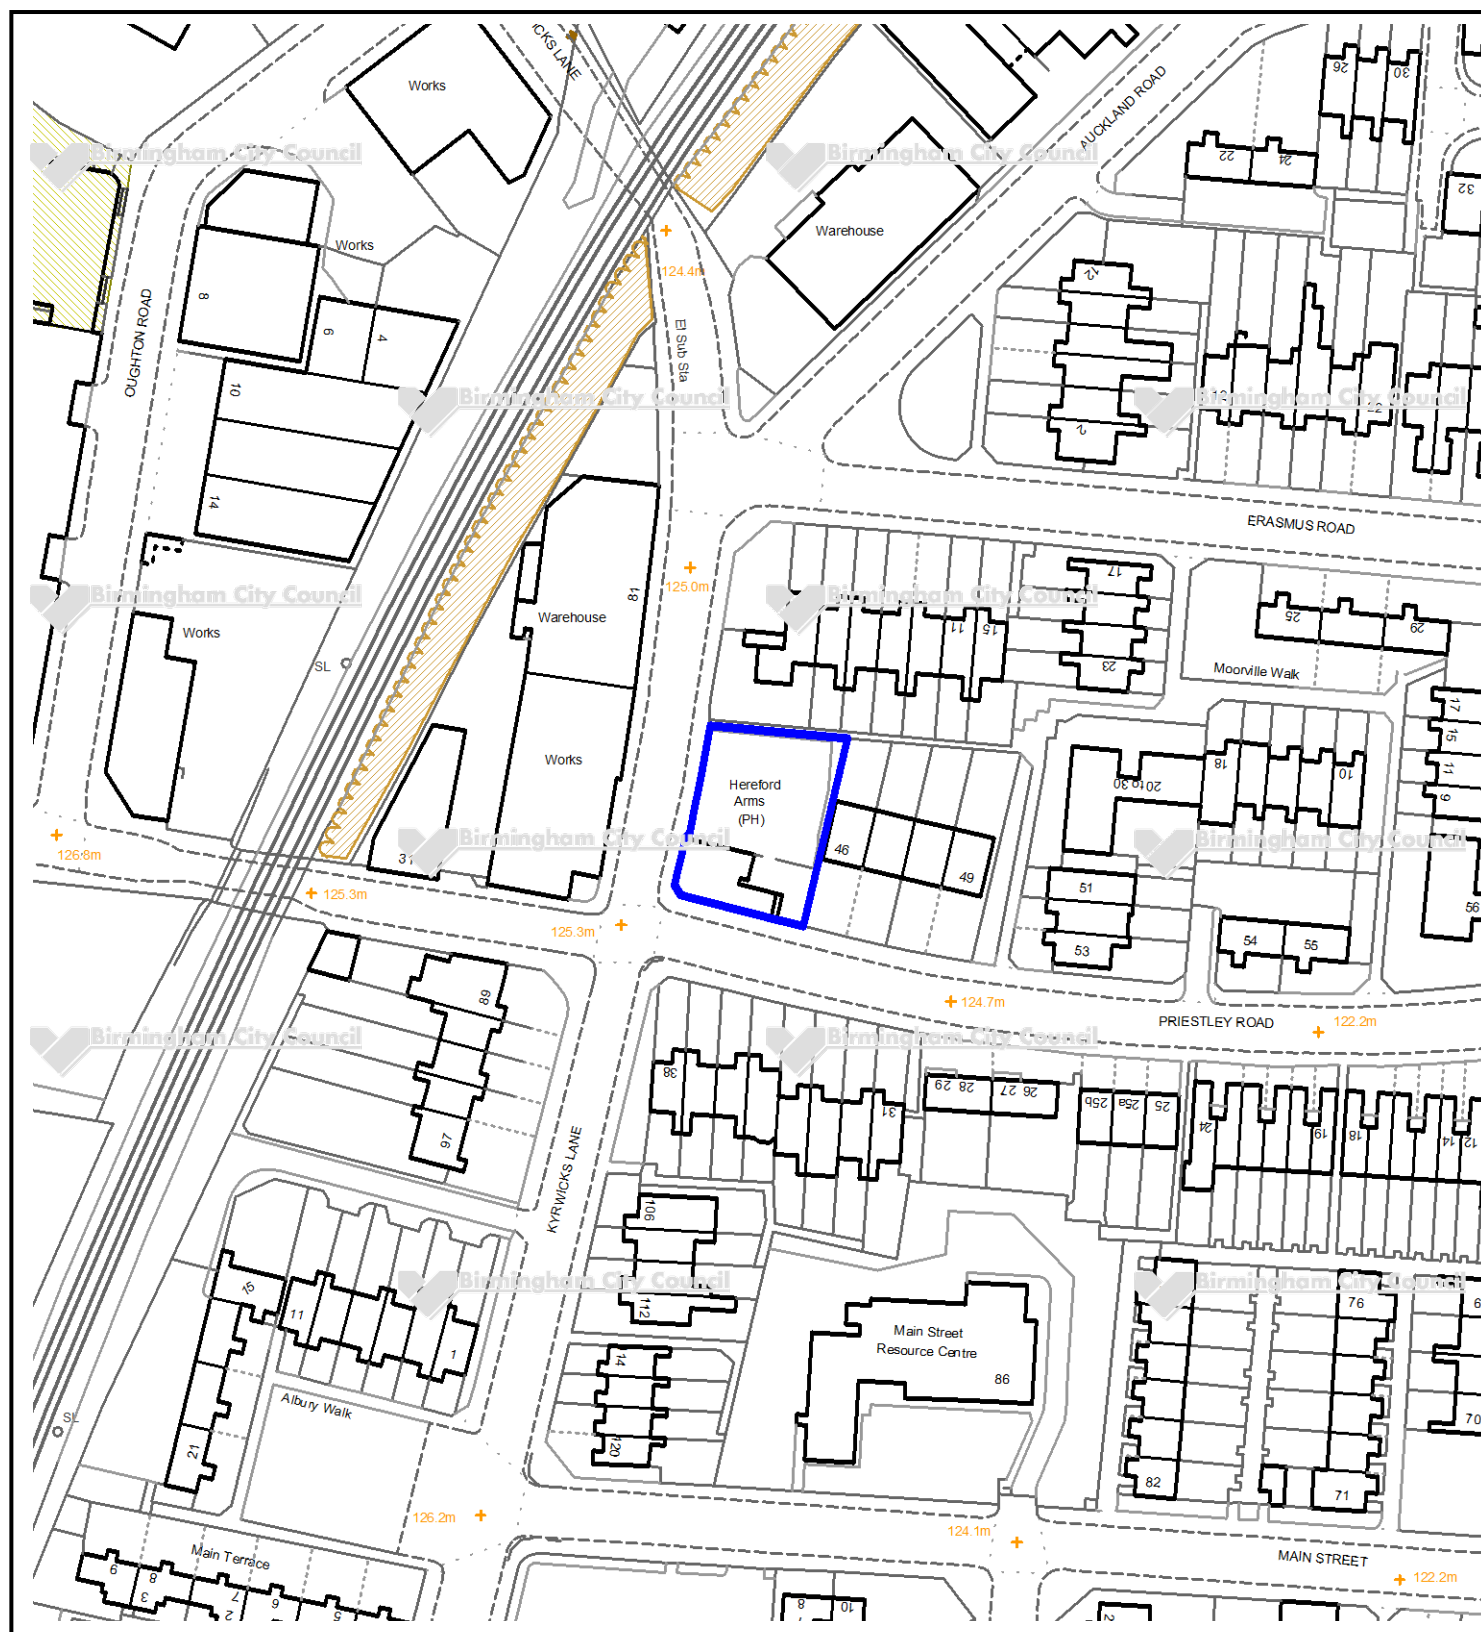 ICKS LANE
Works
AUCKLAND ROAD
26
30
22
24
32
Birmingham City Council
Birmingham City Council
Works
8
Warehouse
124.4m
OUGHTON ROAD
6
4
El Sub Sta
12
2
10
Birmingham City Council
Birmingham City Council
14
ERASMUS ROAD
125.0m
81
Warehouse
Birmingham City Council
Birmingham City Council
17
11
15
23
25
29
Works
SL
Moorville Walk
17
15
11
9
Works
Hereford
Arms
(PH)
18
20 to 30
10
Birmingham City Council
Birmingham City Council
126.8m
31
46
49
51
53
54
55
56
125.3m
125.3m
124.7m
PRIESTLEY ROAD
122.2m
89
Birmingham City Council
Birmingham City Council
97
38
31
29
28
27
26
25b
25a
25
24
19
18
14
12
KYRWICKS LANE
106
112
Birmingham City Council
Birmingham City Council
15
11
1
Main Street
Resource Centre
86
76
70
14
120
Albury Walk
SL
21
82
71
126.2m
124.1m
Main Terrace
MAIN STREET
122.2m
9
8
3
7
2
6
5
8
10